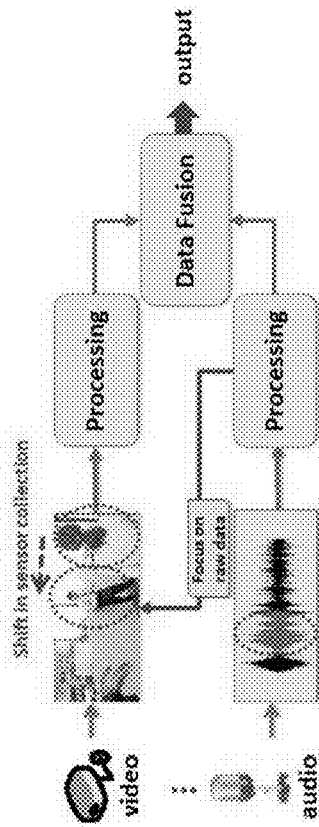 Shift in sensor collection
video
Processing
Focus on
raw data
audio
Processing
Data Fusion
output